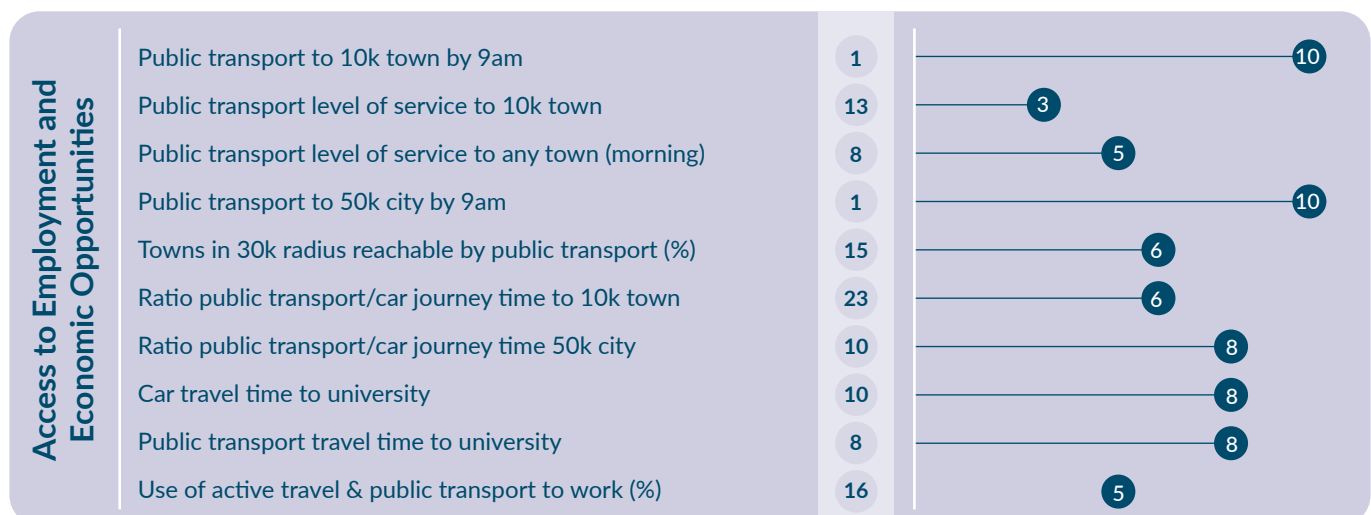 Access to Employment and
Economic Opportunities
Public transport to 10k town by 9am 1 10
Public transport level of service to 10k town 13 3
Public transport level of service to any town (morning) 8 5
Public transport to 50k city by 9am 1 10
Towns in 30k radius reachable by public transport (%) 15 6
Ratio public transport/car journey time to 10k town 23 6
Ratio public transport/car journey time 50k city 10 8
Car travel time to university 10 8
Public transport travel time to university 8 8
Use of active travel & public transport to work (%) 16 5